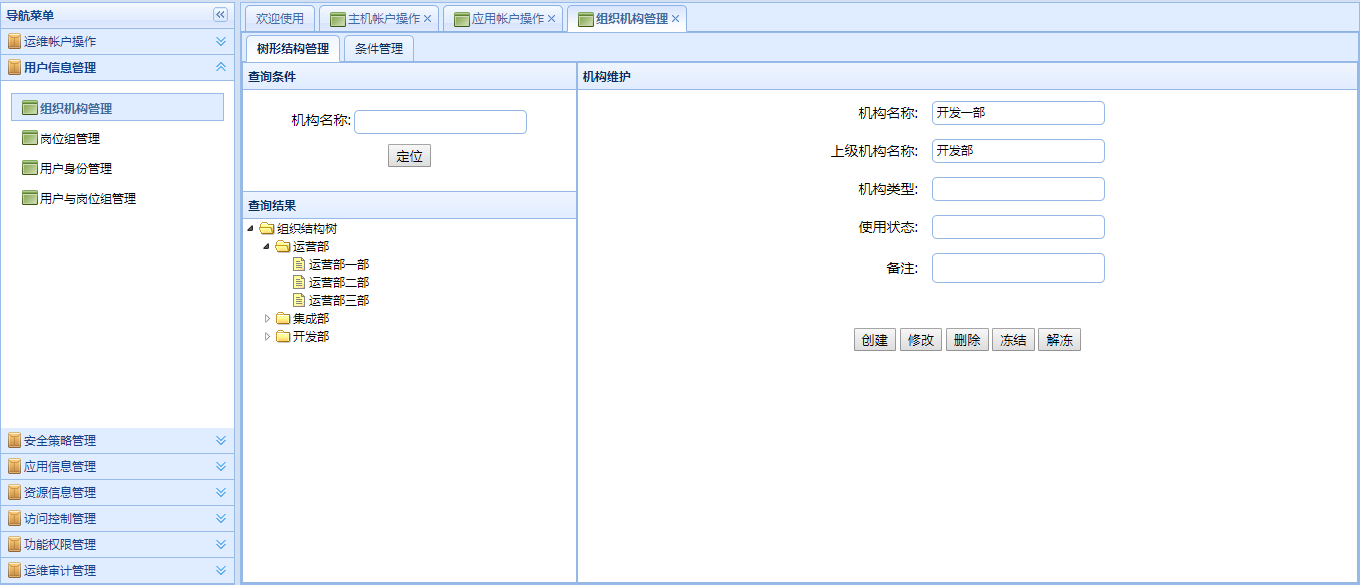 导航菜单
运维帐户操作
用户信息管理
组织机构管理
岗位组管理
用户身份管理
用户与岗位组管理
安全策略管理
应用信息管理
资源信息管理
访问控制管理
功能权限管理
运维审计管理
欢迎使用 主机帐户操作 应用帐户操作 组织机构管理
树形结构管理 条件管理
查询条件
机构名称:
定位
查询结果
组织结构树
运营部
运营部一部
运营部二部
运营部三部
集成部
开发部
机构维护
机构名称: 开发一部
上级机构名称: 开发部
机构类型:
使用状态:
备注:
创建 修改 删除 冻结 解冻